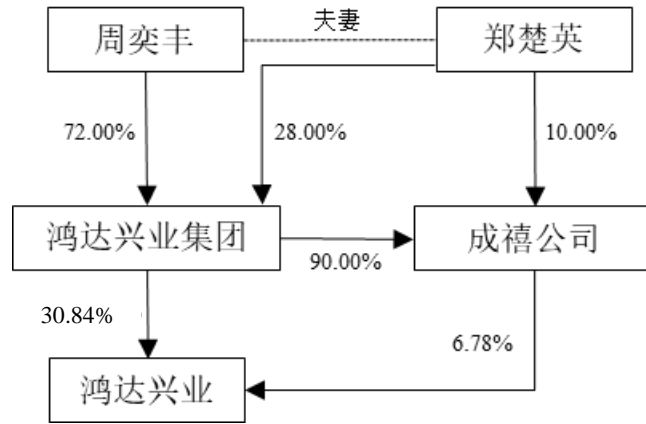 夫妻
周奕丰
郑楚英
72.00%
28.00%
10.00%
鸿达兴业集团
成禧公司
90.00%
30.84%
6.78%
鸿达兴业